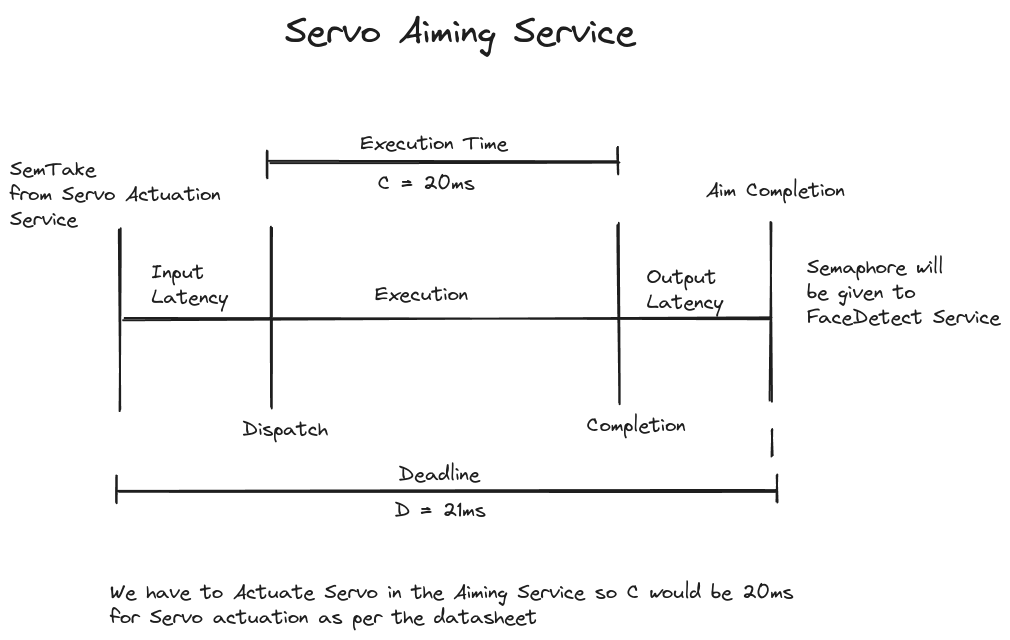 Servo Aiming Service
Execution Time
C = 20ms
SemTake
from Servo Actuation
Service
Aim Completion
Input
Latency
Execution
Output
Latency
Semaphore will
be given to
FaceDetect Service
Dispatch
Completion
Deadline
D = 21ms
We have to Actuate Servo in the Aiming Service so C would be 20ms
for Servo actuation as per the datasheet